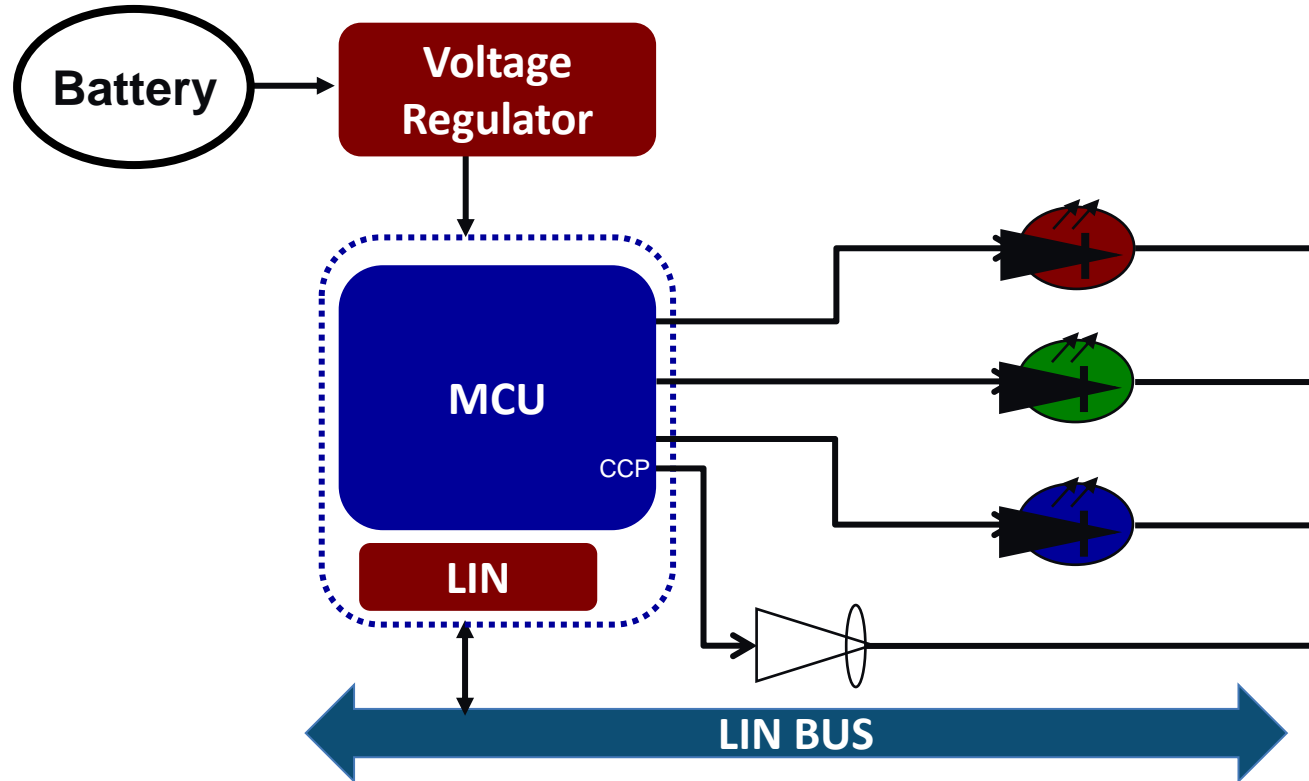 Battery
Voltage
Regulator
MCU
CCP
LIN
LIN BUS